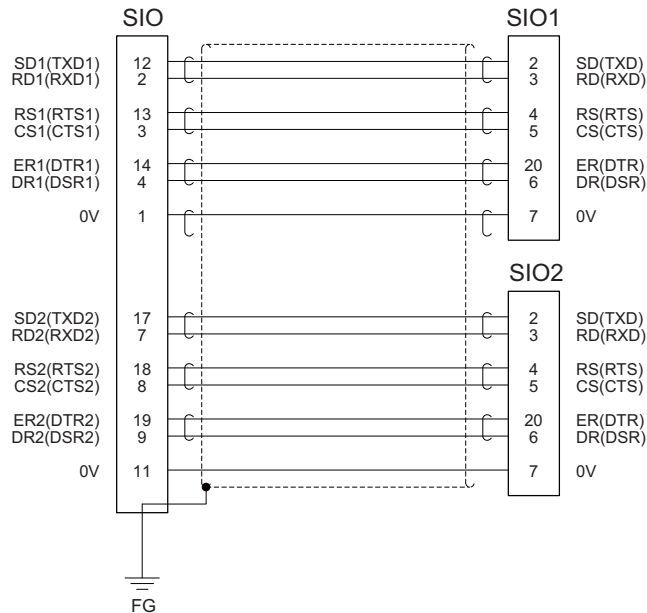 SIO SIO1
SD1(TXD1) 12 2 SD(TXD)
RD1(RXD1) 2 3 RD(RXD)
RS1(RTS1) 13 4 RS(RTS)
CS1(CTS1) 3 5 CS(CTS)
ER1(DTR1) 14 20 ER(DTR)
DR1(DSR1) 4 6 DR(DSR)
0V 1 7 0V
SIO2
SD2(TXD2) 17 2 SD(TXD)
RD2(RXD2) 7 3 RD(RXD)
RS2(RTS2) 18 4 RS(RTS)
CS2(CTS2) 8 5 CS(CTS)
ER2(DTR2) 19 20 ER(DTR)
DR2(DSR2) 9 6 DR(DSR)
0V 11 7 0V
FG